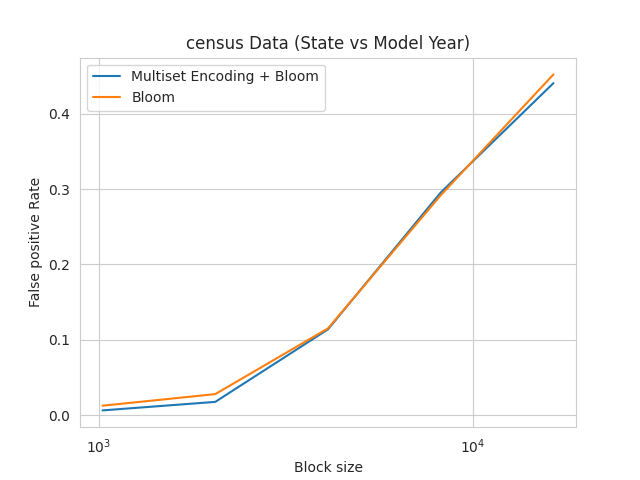 census Data (State vs Model Year)
Multiset Encoding + Bloom
Bloom
False positive Rate
0.4
0.3
0.2
0.1
0.0
10³
10⁴
Block size